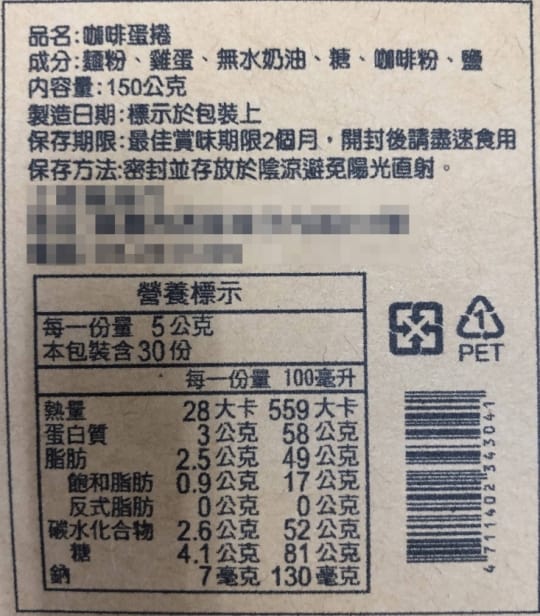 品名:咖啡蛋捲
成分:麵粉、雞蛋、無水奶油、糖、咖啡粉、鹽
內容量:150公克
製造日期:標示於包裝上
保存期限:最佳賞味期限2個月，開封後請盡速食用
保存方法:密封並存放於陰涼避免陽光直射。
營養標示
每一份量 5公克
本包裝含30份
每一份量 100毫升
熱量 28大卡 559大卡
蛋白質 3公克 58公克
脂肪 2.5公克 49公克
飽和脂肪 0.9公克 17公克
反式脂肪 0公克 0公克
碳水化合物 2.6公克 52公克
糖 4.1公克 81公克
鈉 7毫克 130毫克
1
PET
4711402343041